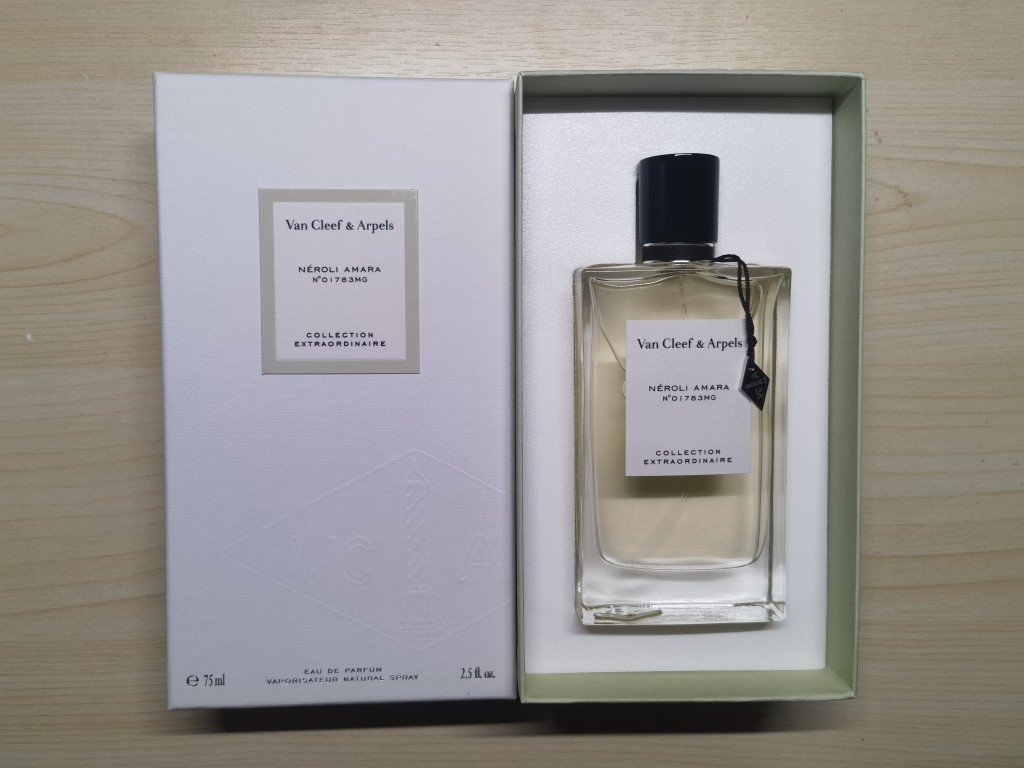 Van Cleef & Arpels
NÉROLI AMARA
N°01783MG
COLLECTION
EXTRAORDINAIRE
C A
EAU DE PARFUM
VAPORISATEUR NATURAL SPRAY
℮ 75 ml
2.5 fl. oz.
Van Cleef & Arpels
NÉROLI AMARA
N°01783MG
COLLECTION
EXTRAORDINAIRE